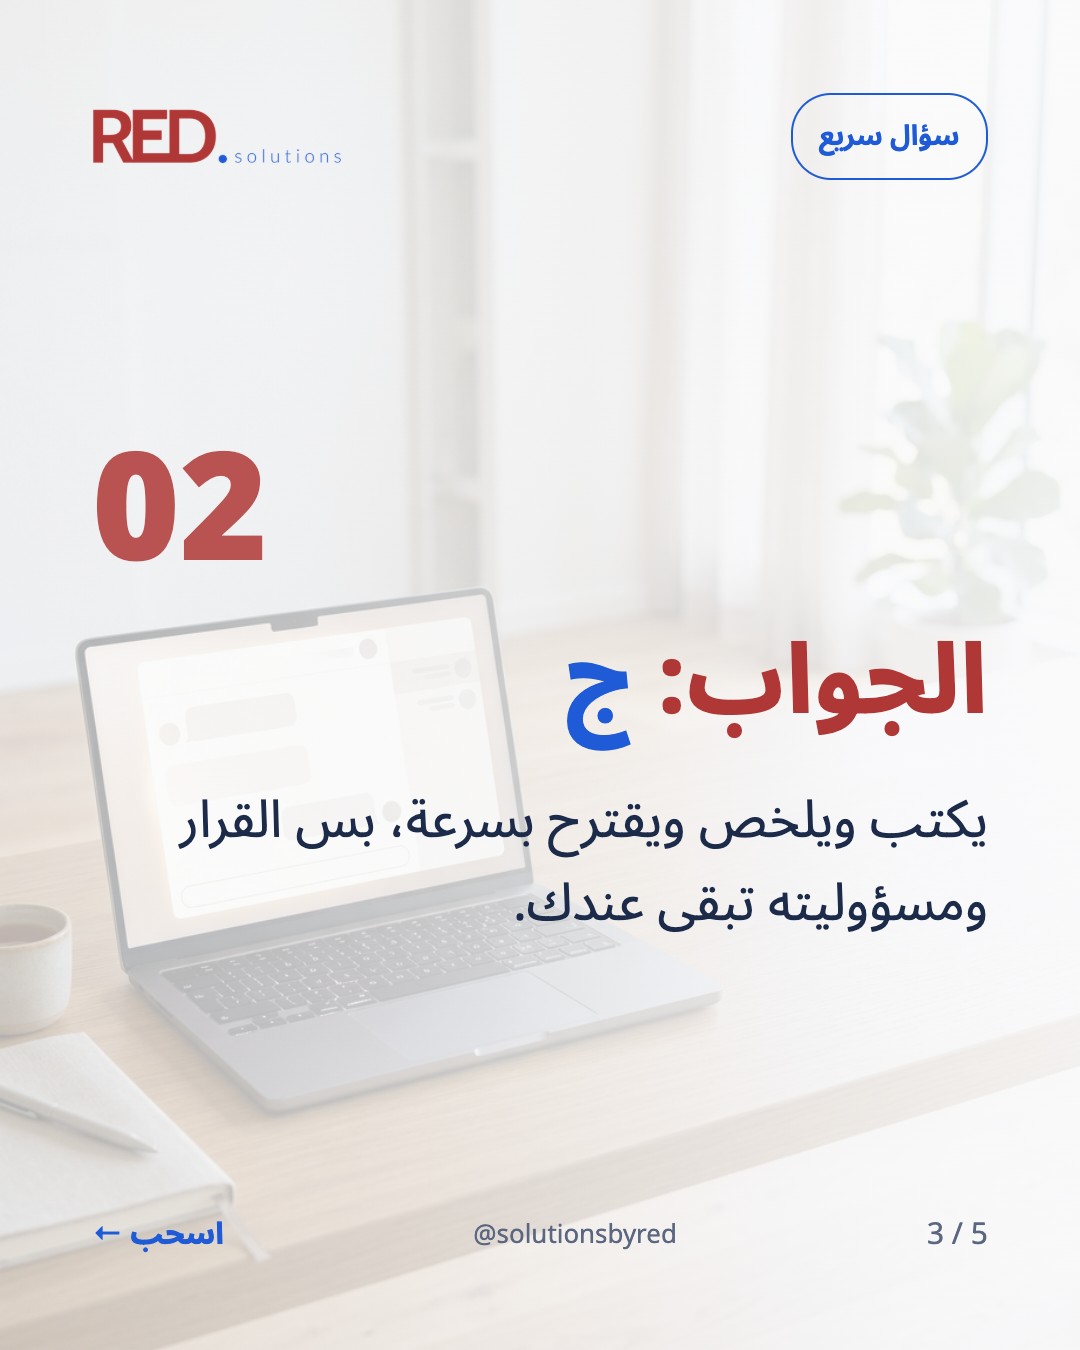 RED.solutions
سؤال سريع
02
الجواب: ج
يكتب ويلخص ويقترح بسرعة، بس القرار
ومسؤوليته تبقى عندك.
اسحب ←
@solutionsbyred
3 / 5